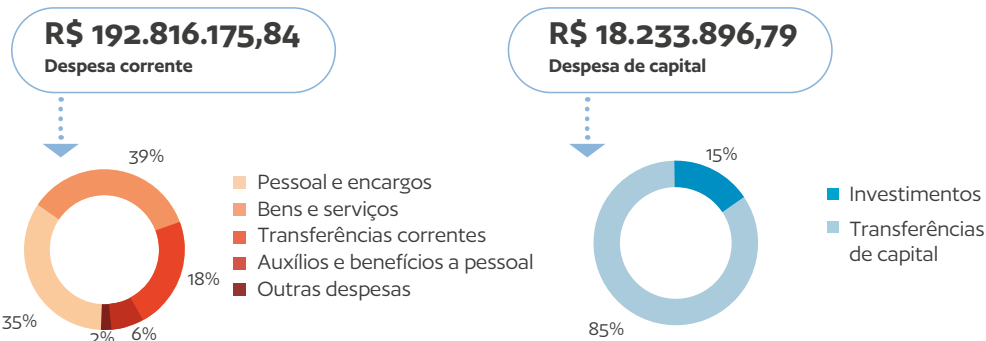 R$ 192.816.175,84
Despesa corrente
R$ 18.233.896,79
Despesa de capital
39%
18%
6%
2%
35%
Pessoal e encargos
Bens e serviços
Transferências correntes
Auxílios e benefícios a pessoal
Outras despesas
15%
85%
Investimentos
Transferências
de capital